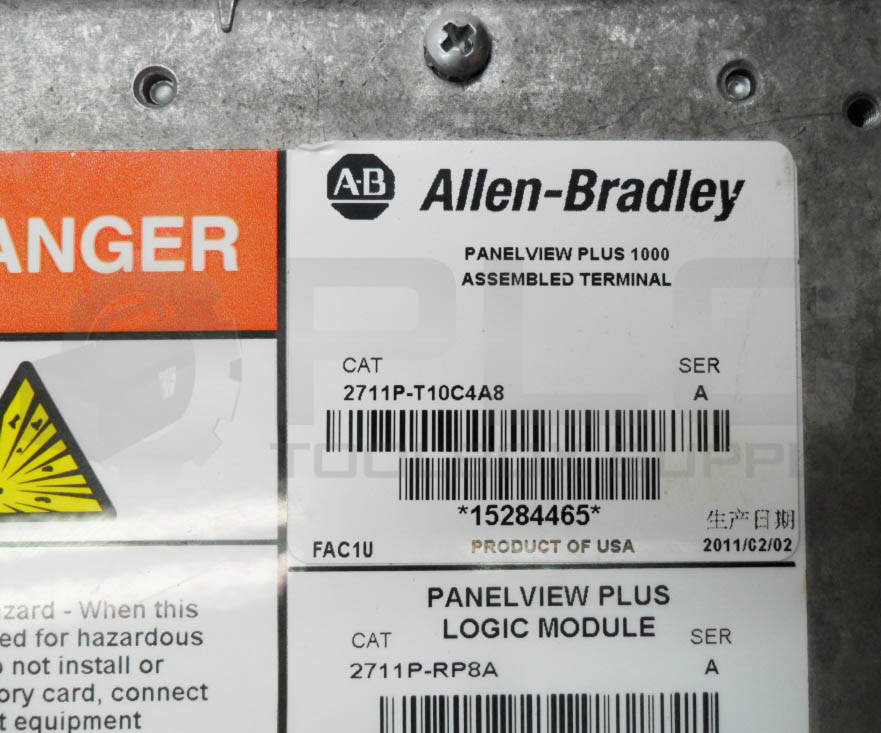 ANGER
A-B Allen-Bradley
PANELVIEW PLUS 1000
ASSEMBLED TERMINAL
CAT SER
2711P-T10C4A8 A
*15284465*
生产日期
FAC1U PRODUCT OF USA 2011/02/02
PANELVIEW PLUS
LOGIC MODULE
CAT SER
2711P-RP8A A
zard - When this
ed for hazardous
o not install or
ory card, connect
t equipment
PLC